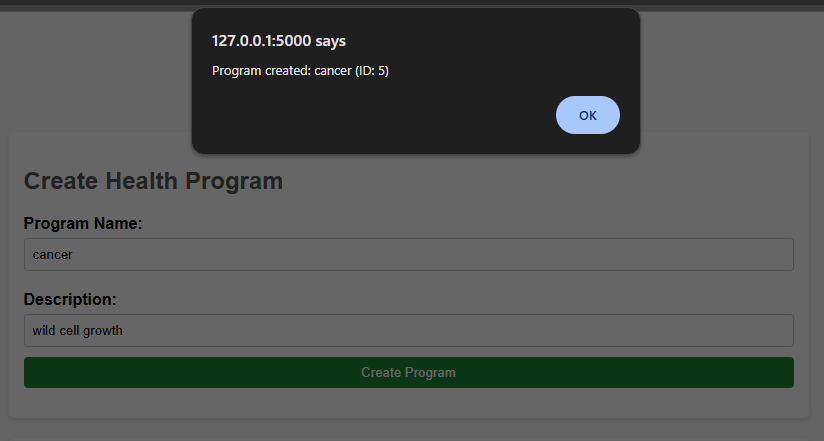 127.0.0.1:5000 says
Program created: cancer (ID: 5)
OK
Create Health Program
Program Name:
cancer
Description:
wild cell growth
Create Program